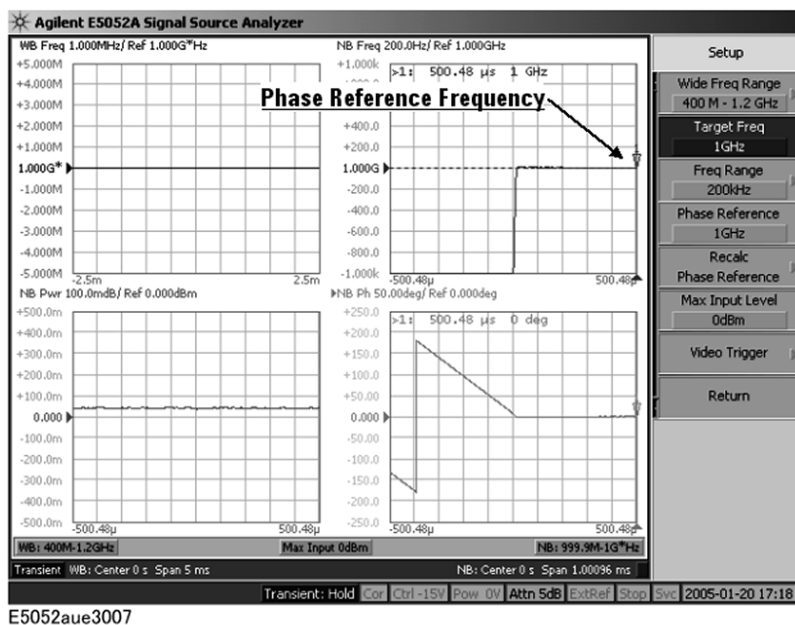 Agilent E5052A Signal Source Analyzer
WB Freq 1.000MHz/ Ref 1.000G*Hz
+5.000M
+4.000M
+3.000M
+2.000M
+1.000M
1.000G*
-1.000M
-2.000M
-3.000M
-4.000M
-5.000M
-2.5m
2.5m
NB Freq 200.0Hz/ Ref 1.000GHz
+1.000k
>1: 500.48 µs 1 GHz
Phase Reference Frequency
+400.0
+200.0
1.000G
-200.0
-400.0
-600.0
-800.0
-1.000k
-500.48µ
500.48µ
NB Pwr 100.0mdB/ Ref 0.000dBm
+500.0m
+400.0m
+300.0m
+200.0m
+100.0m
0.000
-100.0m
-200.0m
-300.0m
-400.0m
-500.0m
-500.48µ
500.48µ
NB Ph 50.00deg/ Ref 0.000deg
+250.0
>1: 500.48 µs 0 deg
+200.0
+150.0
+100.0
+50.00
0.000
-50.00
-100.0
-150.0
-200.0
-250.0
-500.48µ
500.48µ
WB: 400M-1.2GHz
Max Input 0dBm
NB: 999.9M-1G*Hz
Transient WB: Center 0 s Span 5 ms
NB: Center 0 s Span 1.00096 ms
Transient: Hold Cor Ctrl -15V Pow 0V Attn 5dB ExtRef Stop Svc 2005-01-20 17:18
Setup
Wide Freq Range
400 M - 1.2 GHz
Target Freq
1GHz
Freq Range
200kHz
Phase Reference
1GHz
Recalc
Phase Reference
Max Input Level
0dBm
Video Trigger
Return
E5052aue3007